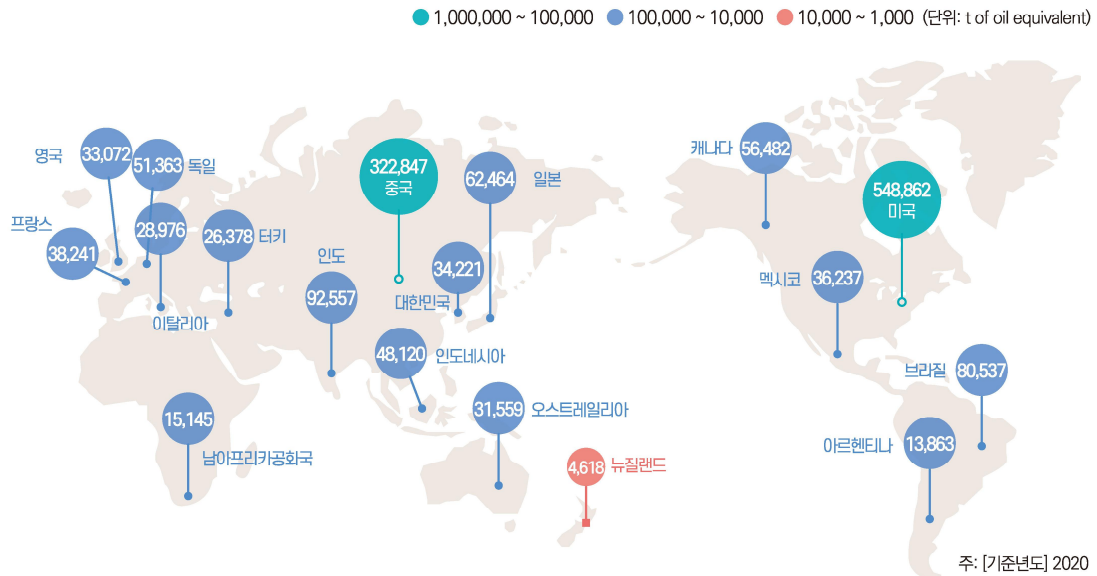 1,000,000 ~ 100,000 100,000 ~ 10,000 10,000 ~ 1,000 (단위: t of oil equivalent)
영국 33,072
51,363 독일
프랑스 38,241
28,976 이탈리아
26,378 터키
322,847 중국
62,464 일본
인도 92,557
34,221 대한민국
48,120 인도네시아
31,559 오스트레일리아
15,145 남아프리카공화국
4,618 뉴질랜드
캐나다 56,482
548,862 미국
멕시코 36,237
브라질 80,537
아르헨티나 13,863
주: [기준년도] 2020